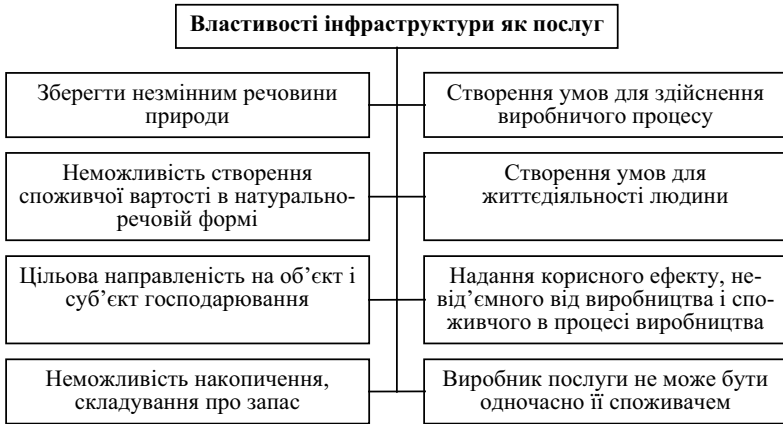 Властивості інфраструктури як послуг
Зберегти незмінним речовини
природи
Створення умов для здійснення
виробничого процесу
Неможливість створення
споживчої вартості в натурально-
речовій формі
Створення умов для
життєдіяльності людини
Цільова направленість на об’єкт і
суб’єкт господарювання
Надання корисного ефекту, не-
від’ємного від виробництва і спо-
живчого в процесі виробництва
Неможливість накопичення,
складування про запас
Виробник послуги не може бути
одночасно її споживачем